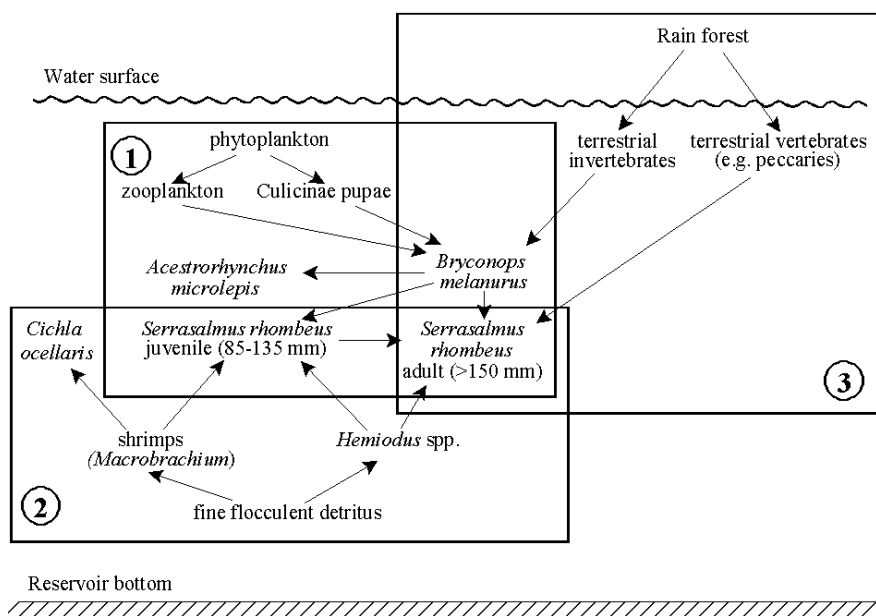 Rain forest
Water surface
1
phytoplankton
terrestrial
invertebrates
terrestrial vertebrates
(e.g. peccaries)
zooplankton
Culicinae pupae
Acestrorhynchus
microlepis
Bryconops
melanurus
Cichla
ocellaris
Serrasalmus rhombeus
juvenile (85-135 mm)
Serrasalmus
rhombeus
adult (>150 mm)
3
shrimps
(Macrobrachium)
Hemiodus spp.
2
fine flocculent detritus
Reservoir bottom